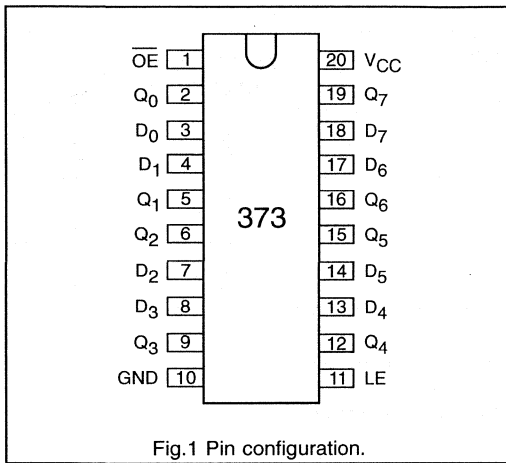 O̅E̅ 1 20 VCC
Q0 2 19 Q7
D0 3 18 D7
D1 4 17 D6
Q1 5 16 Q6
373
Q2 6 15 Q5
D2 7 14 D5
D3 8 13 D4
Q3 9 12 Q4
GND 10 11 LE
Fig.1 Pin configuration.